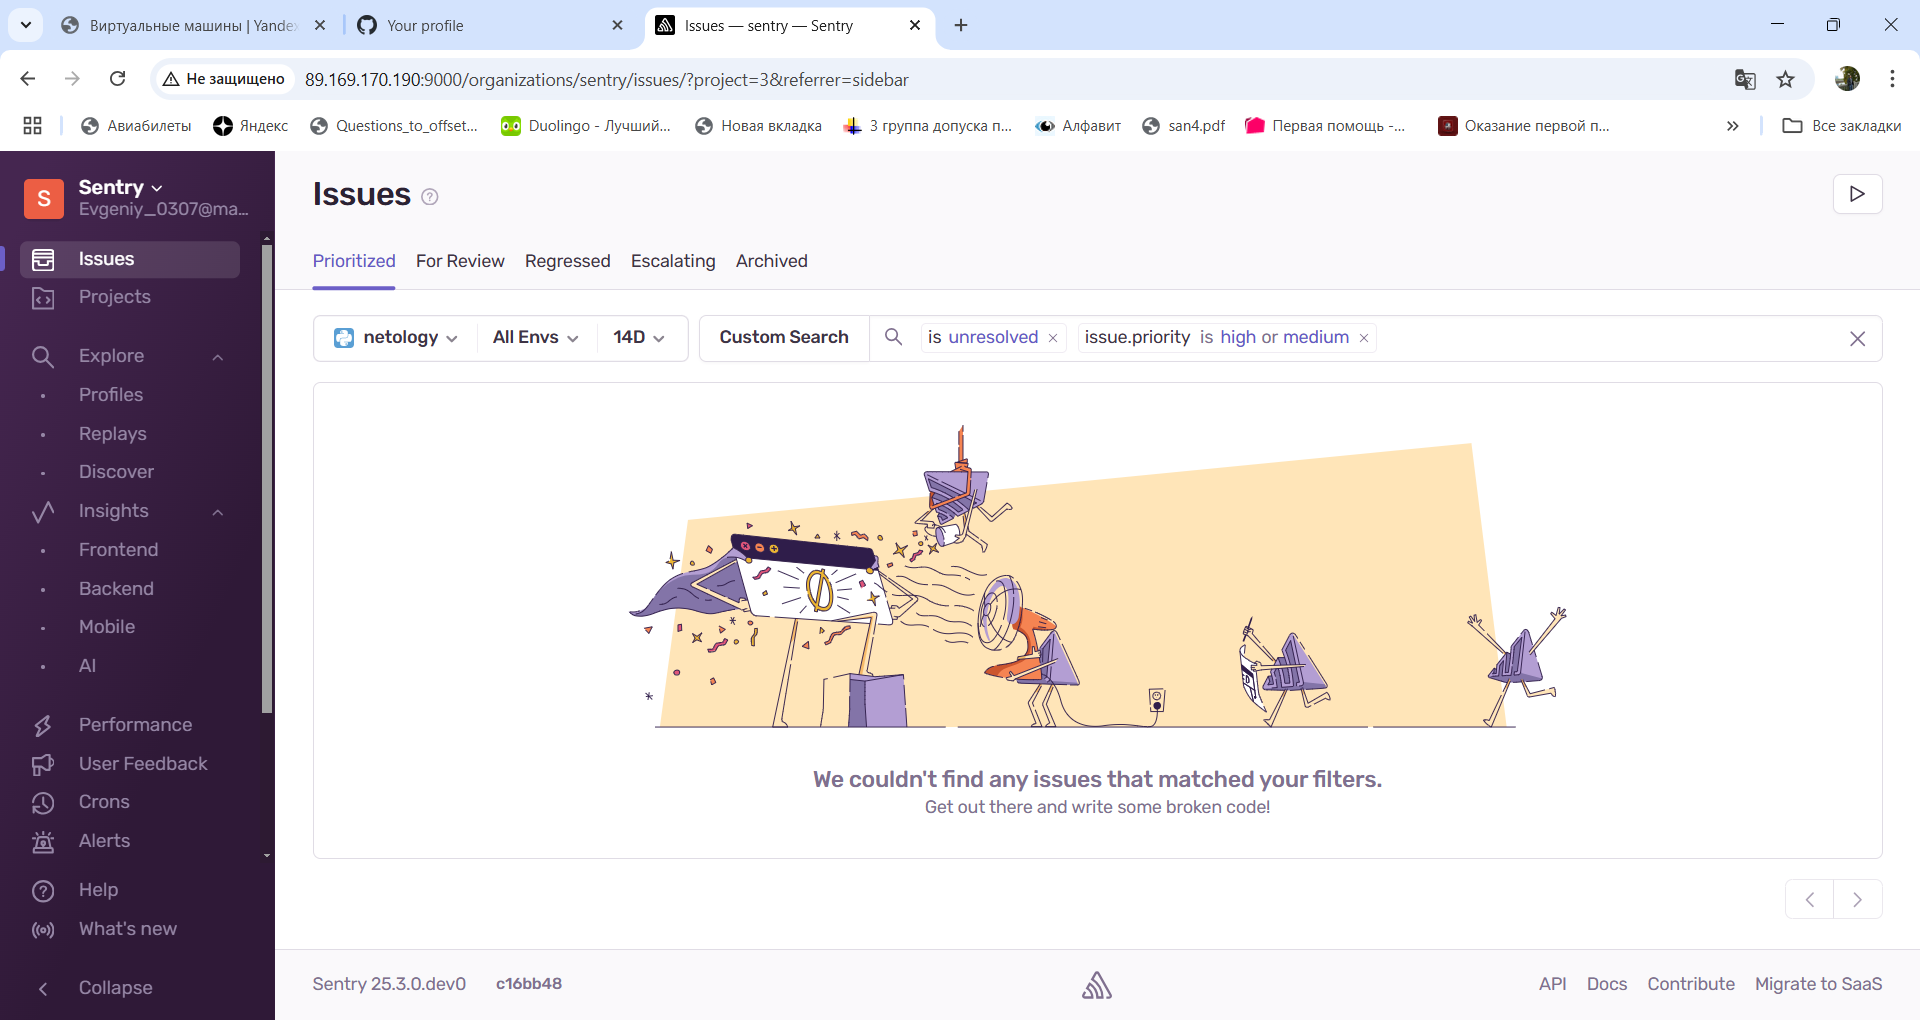 Виртуальные машины | Yandex
Your profile
Issues — sentry — Sentry
Не защищено
89.169.170.190:9000/organizations/sentry/issues/?project=3&referrer=sidebar
Авиабилеты
Яндекс
Questions_to_offset...
Duolingo - Лучший...
Новая вкладка
3 группа допуска п...
Алфавит
san4.pdf
Первая помощь -...
Оказание первой п...
Все закладки
S
Sentry
Evgeniy_0307@ma...
Issues
Projects
Explore
Profiles
Replays
Discover
Insights
Frontend
Backend
Mobile
AI
Performance
User Feedback
Crons
Alerts
Help
What's new
Collapse
Issues
Prioritized
For Review
Regressed
Escalating
Archived
netology
All Envs
14D
Custom Search
is unresolved
issue.priority is high or medium
We couldn't find any issues that matched your filters.
Get out there and write some broken code!
Sentry 25.3.0.dev0
c16bb48
API
Docs
Contribute
Migrate to SaaS